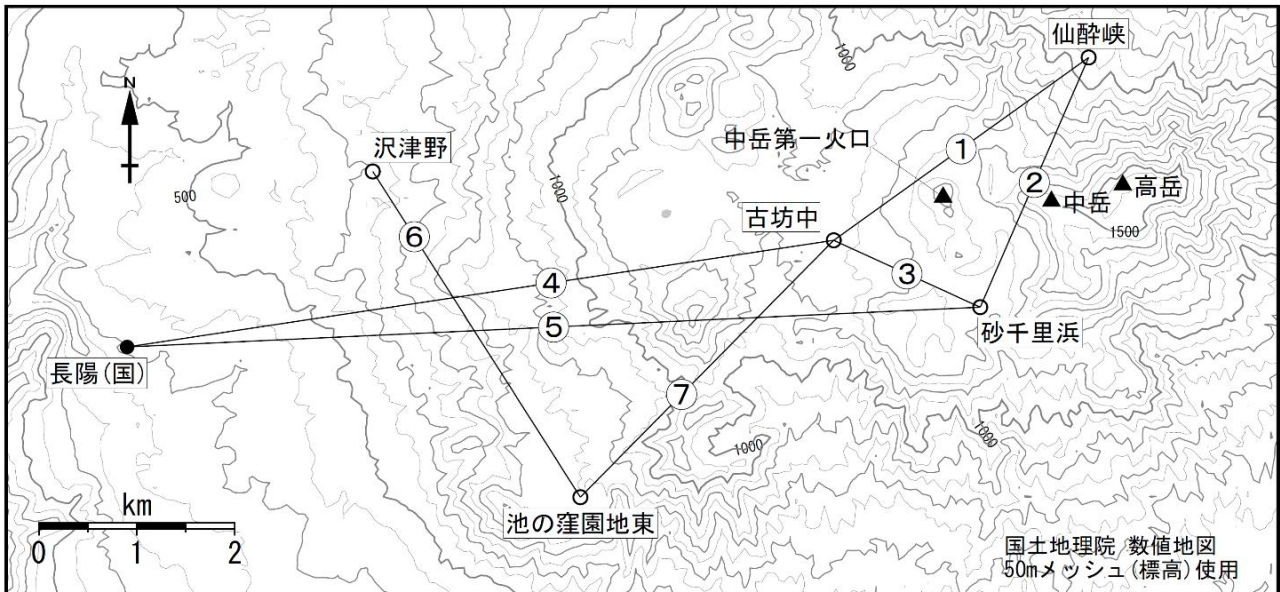 仙酔峡
1000
N
中岳第一火口
①
沢津野
500
1000
②
高岳
中岳
古坊中
1500
⑥
④
③
⑤
砂千里浜
長陽(国)
⑦
1000
1000
km
池の窪園地東
0 1 2
国土地理院 数値地図
50mメッシュ(標高)使用